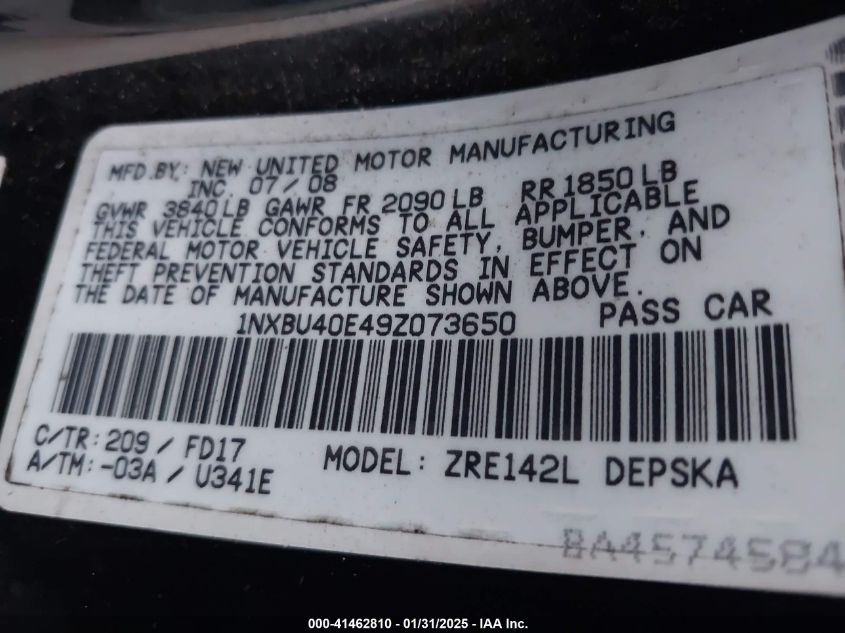 MFD.BY: NEW UNITED MOTOR MANUFACTURING
INC. 07/08
GVWR 3840LB GAWR FR 2090LB RR 1850LB
THIS VEHICLE CONFORMS TO ALL APPLICABLE
FEDERAL MOTOR VEHICLE SAFETY, BUMPER, AND
THEFT PREVENTION STANDARDS IN EFFECT ON
THE DATE OF MANUFACTURE SHOWN ABOVE.
1NXBU40E49Z073650 PASS CAR
C/TR: 209 / FD17
A/TM: -03A / U341E
MODEL: ZRE142L DEPSKA
8A4574584
000-41462810 - 01/31/2025 - IAA Inc.